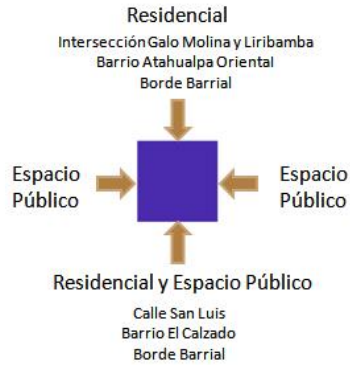 Residencial
Intersección Galo Molina y Liribamba
Barrio Atahualpa Oriental
Borde Barrial
Espacio
Público
Espacio
Público
Residencial y Espacio Público
Calle San Luis
Barrio El Calzado
Borde Barrial